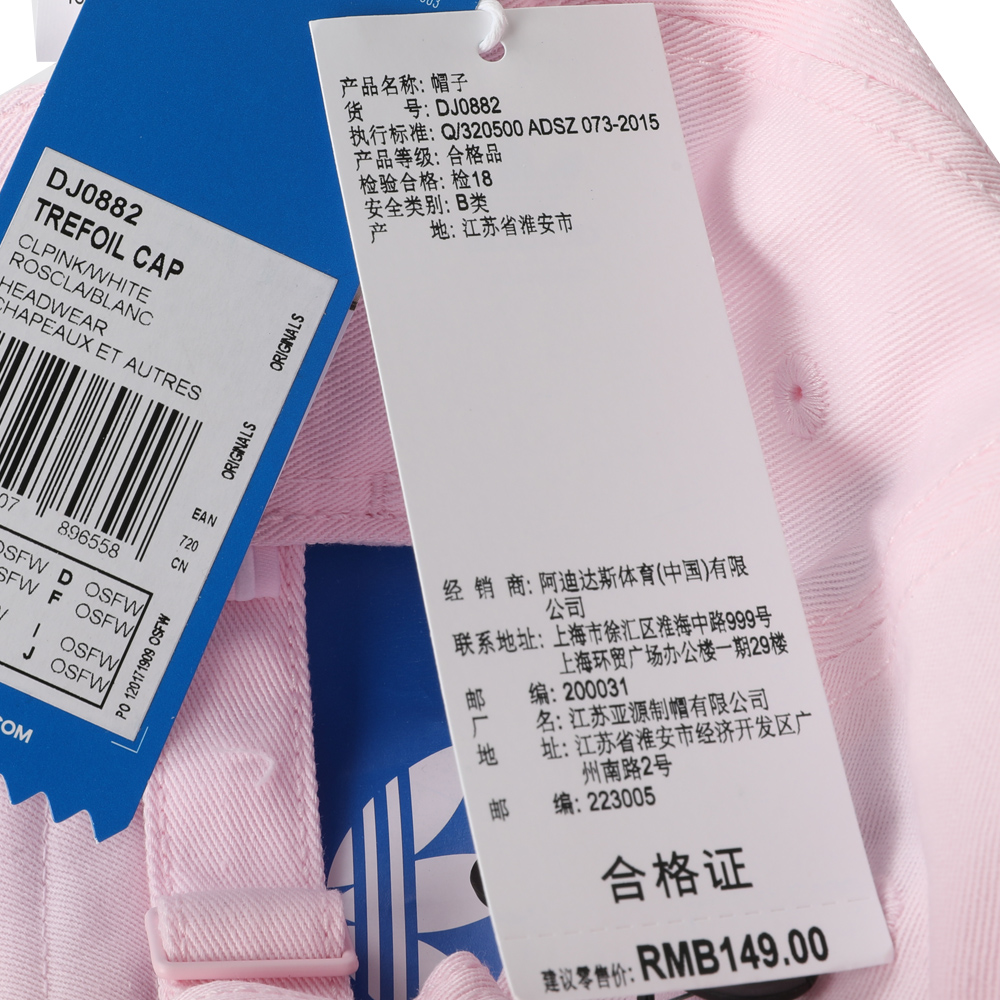 DJ0882
TREFOIL CAP
CLPINK/WHITE
ROSCLA/BLANC
HEADWEAR
CHAPEAUX ET AUTRES
ORIGINALS
ORIGINALS
07
896558
EAN
720
CN
OSFW D OSFW
F OSFW
I OSFW
J OSFW
PO 120171909 OSFW
.COM
产品名称: 帽子
货 号: DJ0882
执行标准: Q/320500 ADSZ 073-2015
产品等级: 合格品
检验合格: 检18
安全类别: B类
产 地: 江苏省淮安市
经 销 商: 阿迪达斯体育(中国)有限
公司
联系地址: 上海市徐汇区淮海中路999号
上海环贸广场办公楼一期29楼
邮 编: 200031
厂 名: 江苏亚源制帽有限公司
地 址: 江苏省淮安市经济开发区广
州南路2号
邮 编: 223005
合格证
建议零售价: RMB149.00